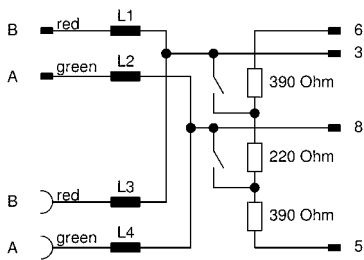 B red L1 6
3
A green L2
390 Ohm
8
220 Ohm
B red L3
390 Ohm
A green L4 5